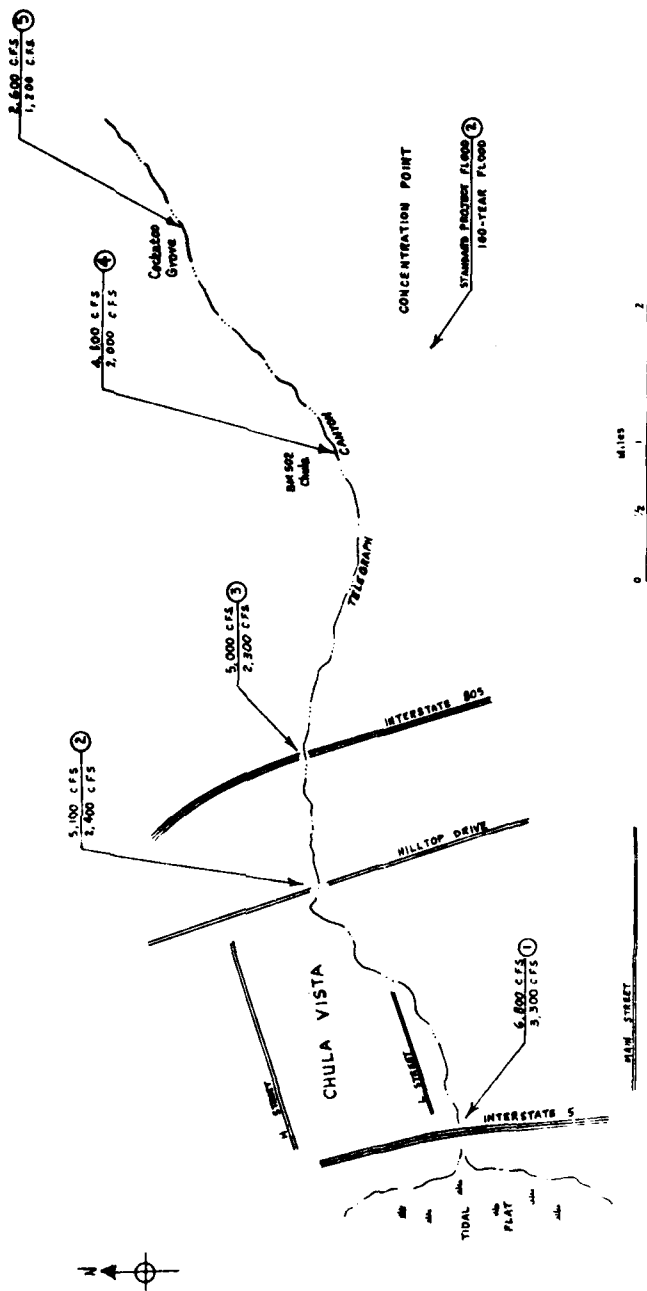 2,600 C.F.S. 5
1,200 C.F.S.
Cockatoo
Grove
4,100 C.F.S 4
2,000 C.F.S
BM 502
Chula
CANYON
TELEGRAPH
CONCENTRATION POINT
STANDARD PROJECT FLOOD 2
100-YEAR FLOOD
5,000 C.F.S 3
2,300 C.F.S
INTERSTATE 805
5,100 C.F.S 2
2,400 C.F.S
HILLTOP DRIVE
CHULA VISTA
H STREET
L STREET
6,800 C.F.S 1
3,300 C.F.S
INTERSTATE 5
MAIN STREET
TIDAL
FLAT
N
0 1/2 1 2
Miles